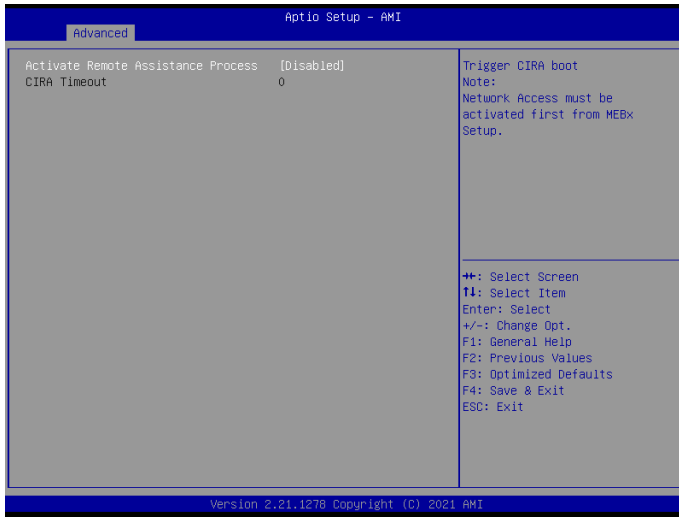 Aptio Setup – AMI
Advanced
Activate Remote Assistance Process [Disabled]
CIRA Timeout 0
Trigger CIRA boot
Note:
Network Access must be
activated first from MEBx
Setup.
→←: Select Screen
↑↓: Select Item
Enter: Select
+/-: Change Opt.
F1: General Help
F2: Previous Values
F3: Optimized Defaults
F4: Save & Exit
ESC: Exit
Version 2.21.1278 Copyright (C) 2021 AMI